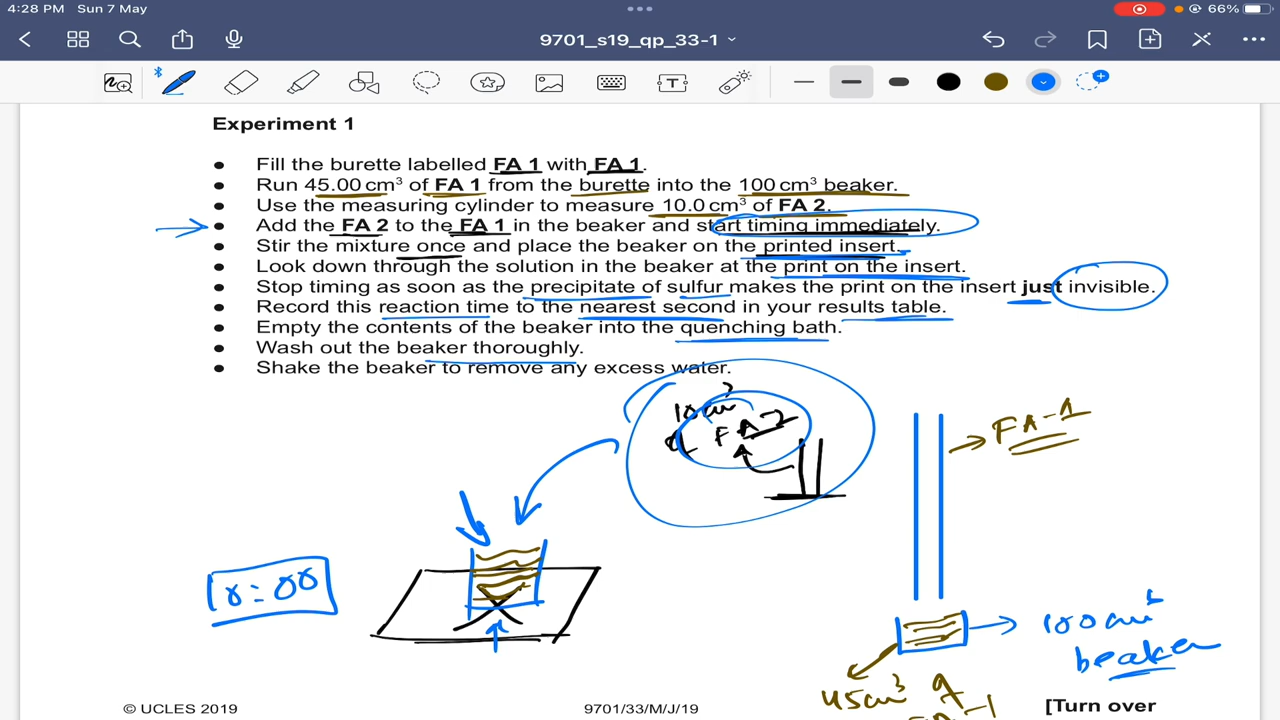 4:28 PM Sun 7 May
66%
9701_s19_qp_33-1
T
Experiment 1
• Fill the burette labelled FA 1 with FA 1.
• Run 45.00 cm³ of FA 1 from the burette into the 100 cm³ beaker.
• Use the measuring cylinder to measure 10.0 cm³ of FA 2.
• Add the FA 2 to the FA 1 in the beaker and start timing immediately.
• Stir the mixture once and place the beaker on the printed insert.
• Look down through the solution in the beaker at the print on the insert.
• Stop timing as soon as the precipitate of sulfur makes the print on the insert just invisible.
• Record this reaction time to the nearest second in your results table.
• Empty the contents of the beaker into the quenching bath.
• Wash out the beaker thoroughly.
• Shake the beaker to remove any excess water.
10cm³
FA 2
FA-1
100cm³
beaker
45cm³ of
FA-1
© UCLES 2019
9701/33/M/J/19
[Turn over